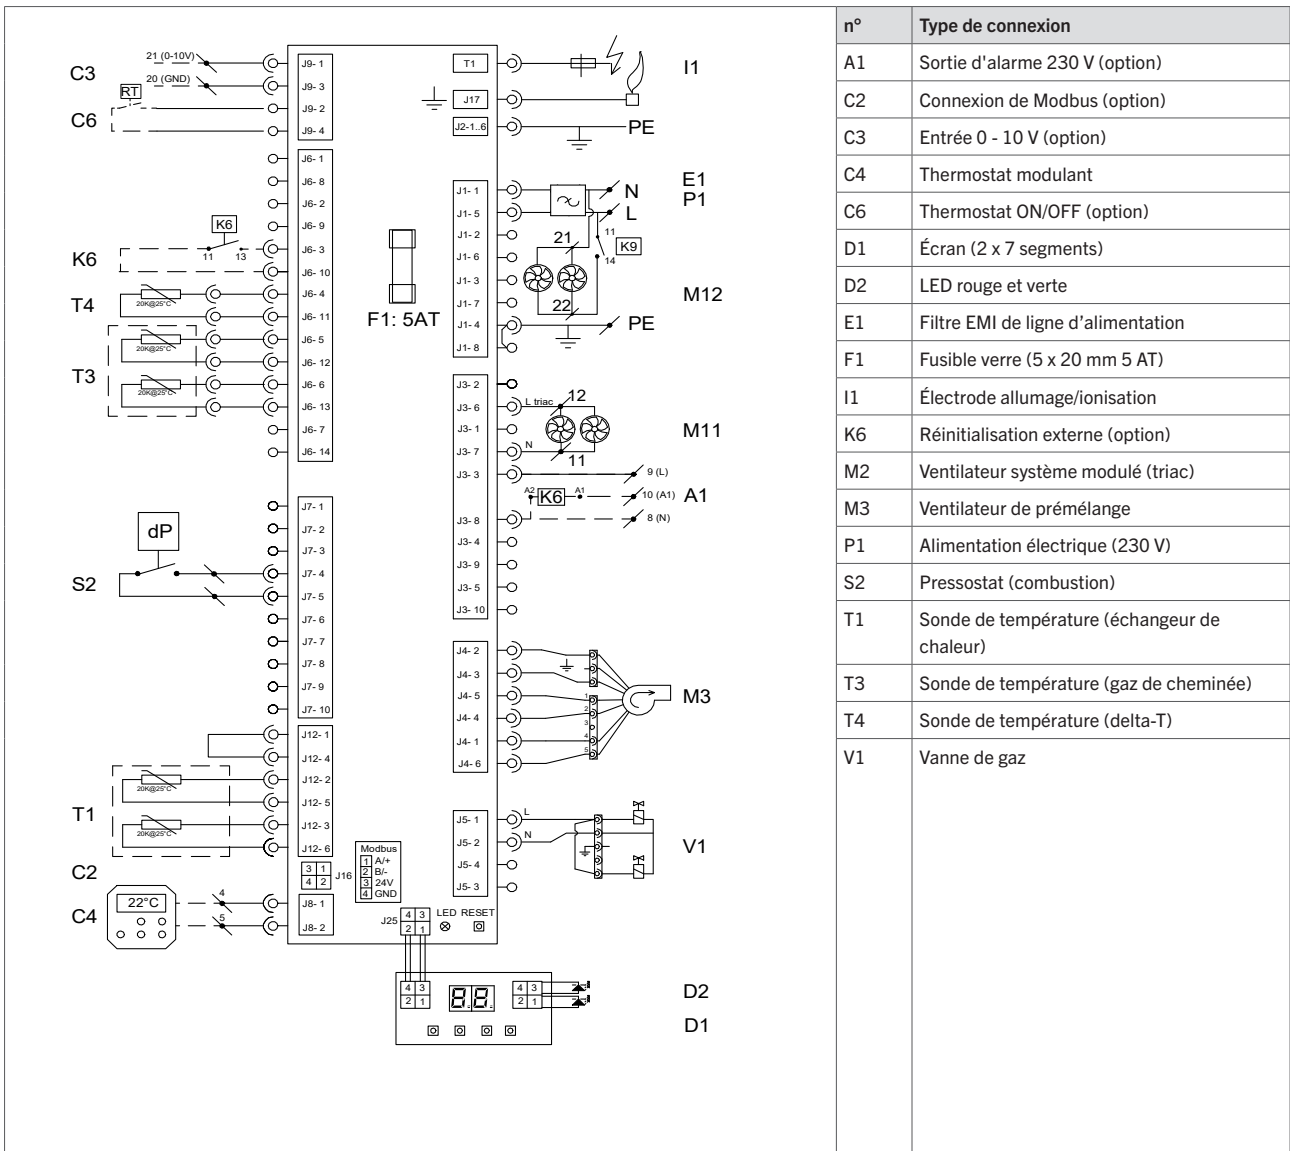 21 (0-10V)
C3
20 (GND)
RT
C6
J9- 1
J9- 3
J9- 2
J9- 4
J6- 1
J6- 8
J6- 2
J6- 9
J6- 3
J6- 10
J6- 4
J6- 11
J6- 5
J6- 12
J6- 6
J6- 13
J6- 7
J6- 14
K6
K6
11
13
T4
20K@25°C
T3
20K@25°C
20K@25°C
F1: 5AT
J7- 1
J7- 2
J7- 3
J7- 4
J7- 5
J7- 6
J7- 7
J7- 8
J7- 9
J7- 10
dP
S2
J12- 1
J12- 4
J12- 2
J12- 5
J12- 3
J12- 6
T1
20K@25°C
20K@25°C
C2
3 1
4 2
J16
Modbus
1 A/+
2 B/-
3 24V
4 GND
C4
22°C
4
5
J8- 1
J8- 2
J25
4 3
2 1
LED RESET
4 3
2 1
88
4 3
2 1
D2
D1
T1
J17
J2-1..6
I1
PE
J1- 1
J1- 5
J1- 2
J1- 6
J1- 3
J1- 7
J1- 4
J1- 8
N
L
E1
P1
21
11
K9
14
22
M12
PE
J3- 2
J3- 6
J3- 1
J3- 7
J3- 3
J3- 8
J3- 4
J3- 9
J3- 5
J3- 10
L triac
12
N
11
M11
9 (L)
A2
K6
A1
10 (A1)
A1
8 (N)
J4- 2
J4- 3
J4- 5
J4- 4
J4- 1
J4- 6
1
2
3
4
5
M3
J5- 1
J5- 2
J5- 4
J5- 3
L
N
V1
n° Type de connexion
A1 Sortie d'alarme 230 V (option)
C2 Connexion de Modbus (option)
C3 Entrée 0 - 10 V (option)
C4 Thermostat modulant
C6 Thermostat ON/OFF (option)
D1 Écran (2 x 7 segments)
D2 LED rouge et verte
E1 Filtre EMI de ligne d’alimentation
F1 Fusible verre (5 x 20 mm 5 AT)
I1 Électrode allumage/ionisation
K6 Réinitialisation externe (option)
M2 Ventilateur système modulé (triac)
M3 Ventilateur de prémélange
P1 Alimentation électrique (230 V)
S2 Pressostat (combustion)
T1 Sonde de température (échangeur de
chaleur)
T3 Sonde de température (gaz de cheminée)
T4 Sonde de température (delta-T)
V1 Vanne de gaz